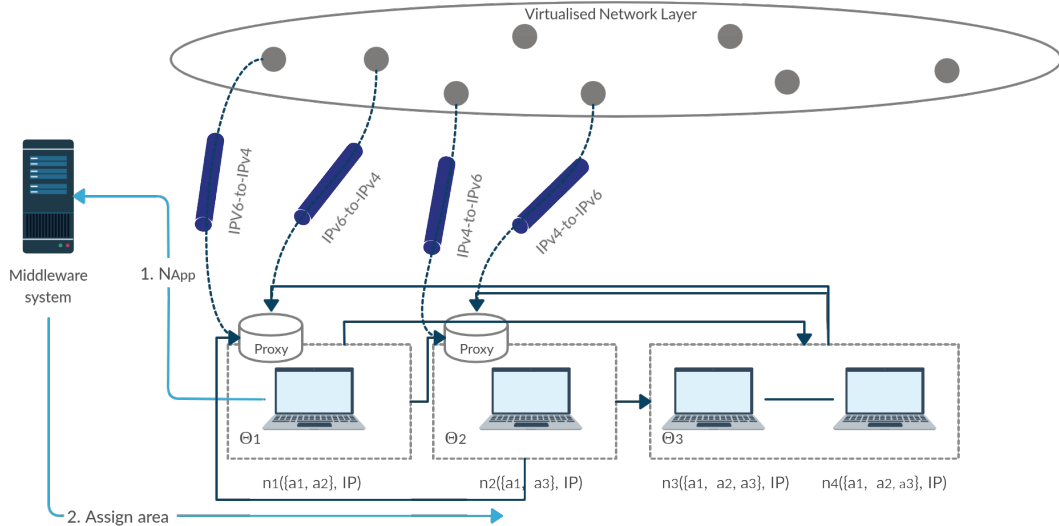 Virtualised Network Layer
IPV6-to-IPv4
IPv6-to-IPv4
IPv4-to-IPv6
IPv4-to-IPv6
Middleware
system
1. NApp
Proxy
Proxy
Θ1
Θ2
Θ3
n1({a1, a2}, IP)
n2({a1, a3}, IP)
n3({a1, a2, a3}, IP)
n4({a1, a2, a3}, IP)
2. Assign area